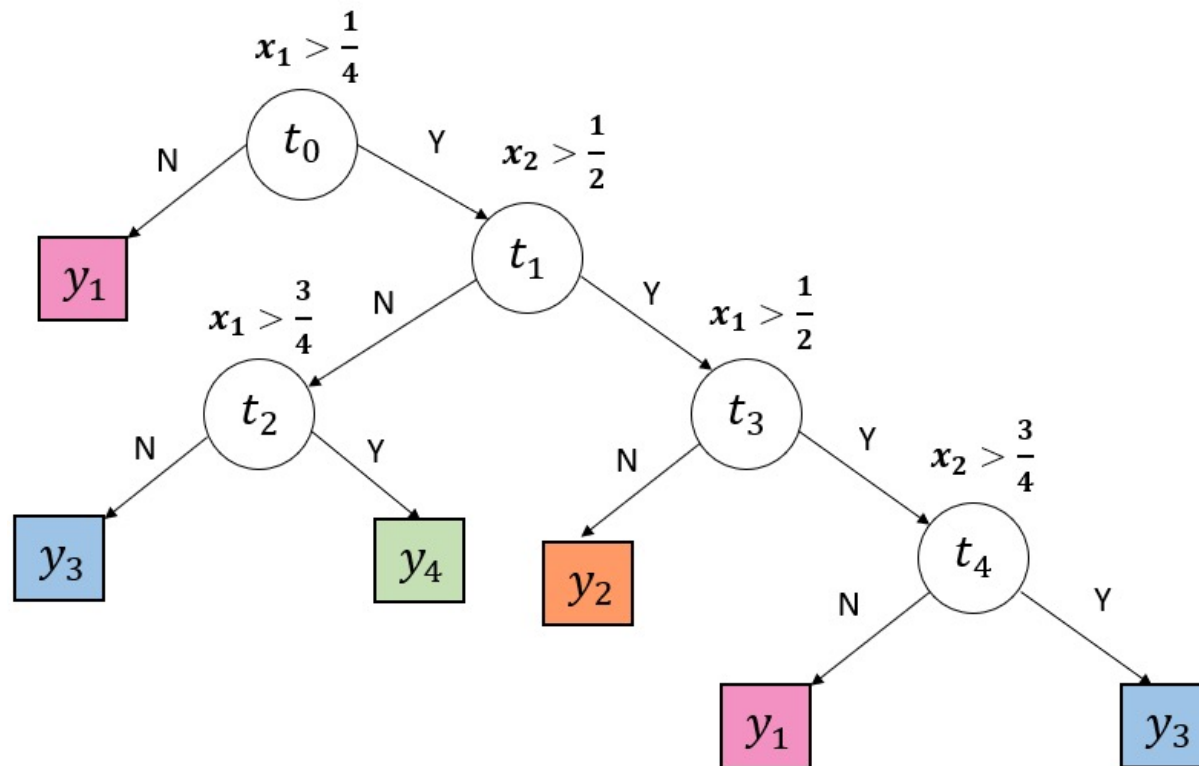 x₁ > 1/4
t₀
N
Y
x₂ > 1/2
y₁
t₁
N
Y
x₁ > 3/4
x₁ > 1/2
t₂
t₃
N
Y
N
Y
x₂ > 3/4
y₃
y₄
y₂
t₄
N
Y
y₁
y₃